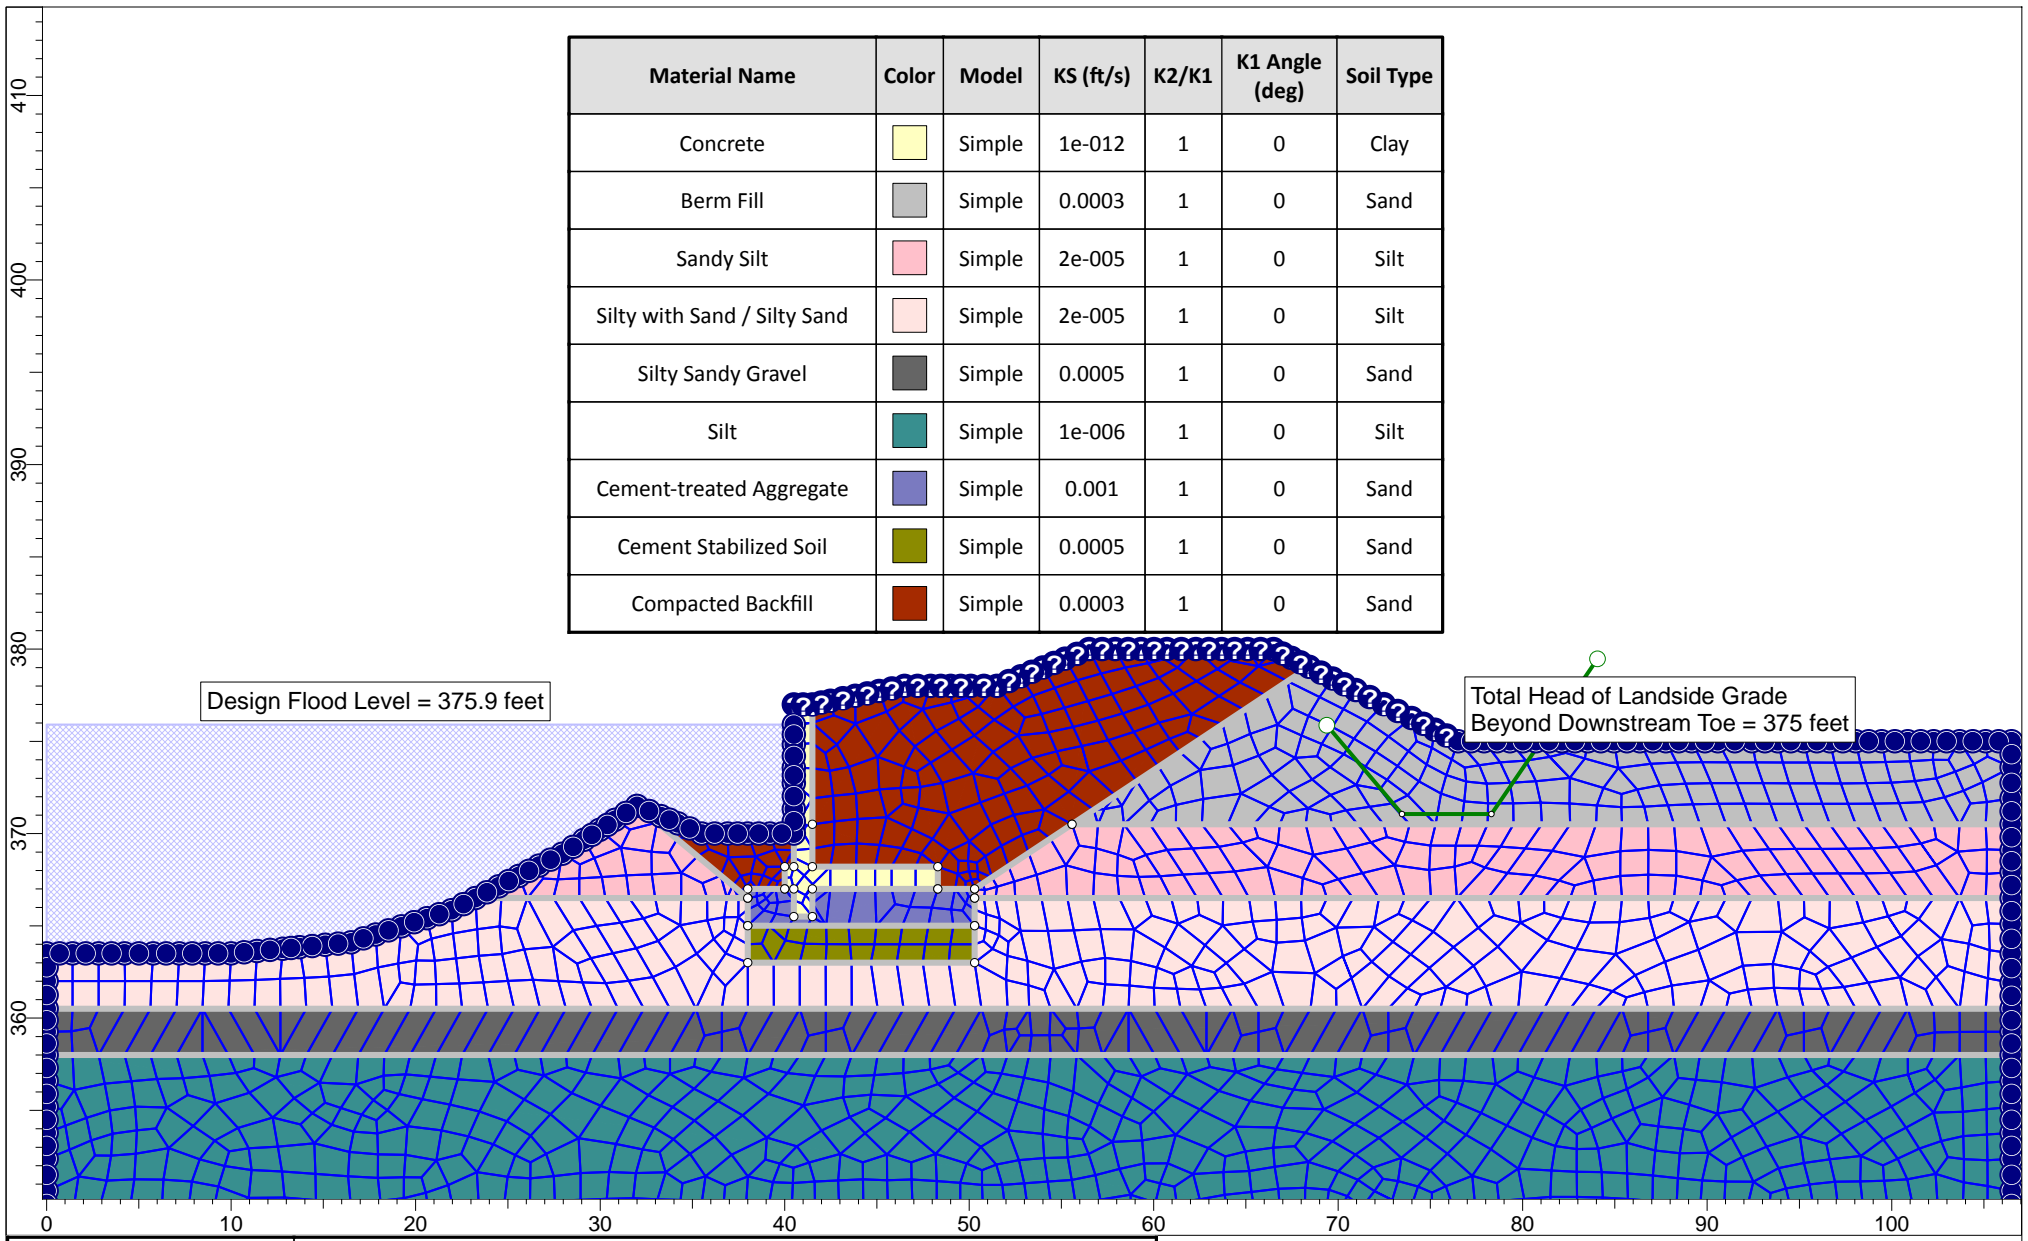 Material Name Color Model KS (ft/s) K2/K1 K1 Angle (deg) Soil Type
Concrete Simple 1e-012 1 0 Clay
Berm Fill Simple 0.0003 1 0 Sand
Sandy Silt Simple 2e-005 1 0 Silt
Silty with Sand / Silty Sand Simple 2e-005 1 0 Silt
Silty Sandy Gravel Simple 0.0005 1 0 Sand
Silt Simple 1e-006 1 0 Silt
Cement-treated Aggregate Simple 0.001 1 0 Sand
Cement Stabilized Soil Simple 0.0005 1 0 Sand
Compacted Backfill Simple 0.0003 1 0 Sand
410
400
390
380
370
360
Design Flood Level = 375.9 feet
Total Head of Landside Grade
Beyond Downstream Toe = 375 feet
0 10 20 30 40 50 60 70 80 90 100